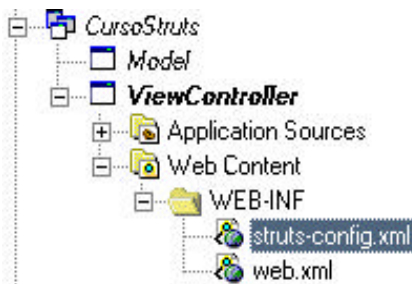 CursoStruts
Model
ViewController
Application Sources
Web Content
WEB-INF
struts-config.xml
web.xml